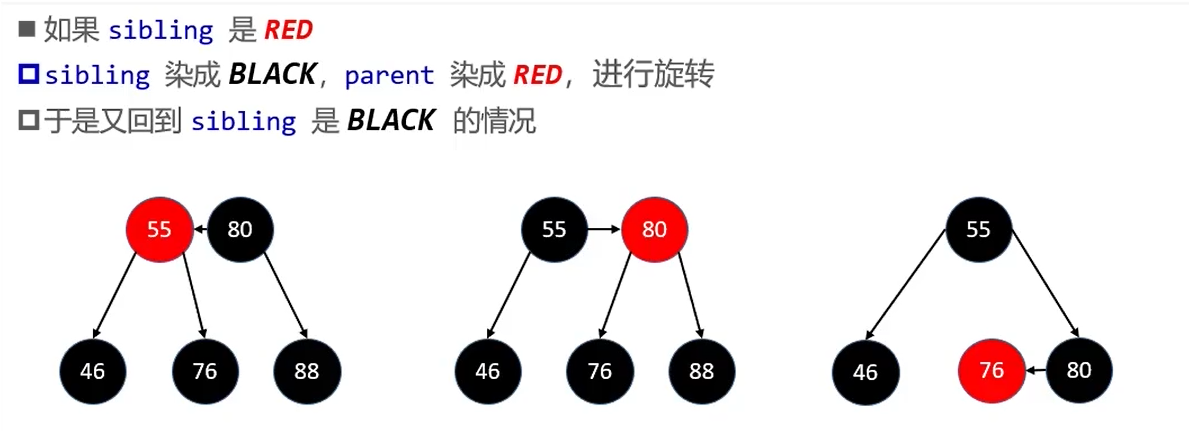 如果 sibling 是 RED
sibling 染成 BLACK，parent 染成 RED，进行旋转
于是又回到 sibling 是 BLACK 的情况
55 80 55 80 55
46 76 88 46 76 88 46 76 80